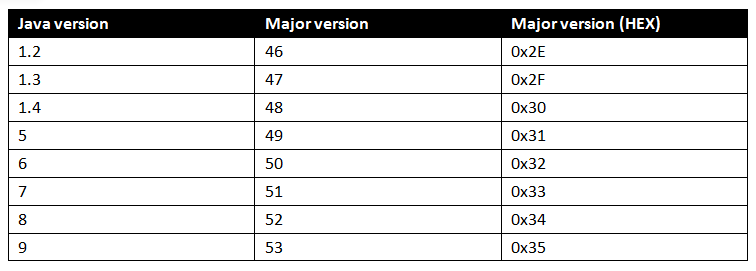 Java version Major version Major version (HEX)
1.2 46 0x2E
1.3 47 0x2F
1.4 48 0x30
5 49 0x31
6 50 0x32
7 51 0x33
8 52 0x34
9 53 0x35